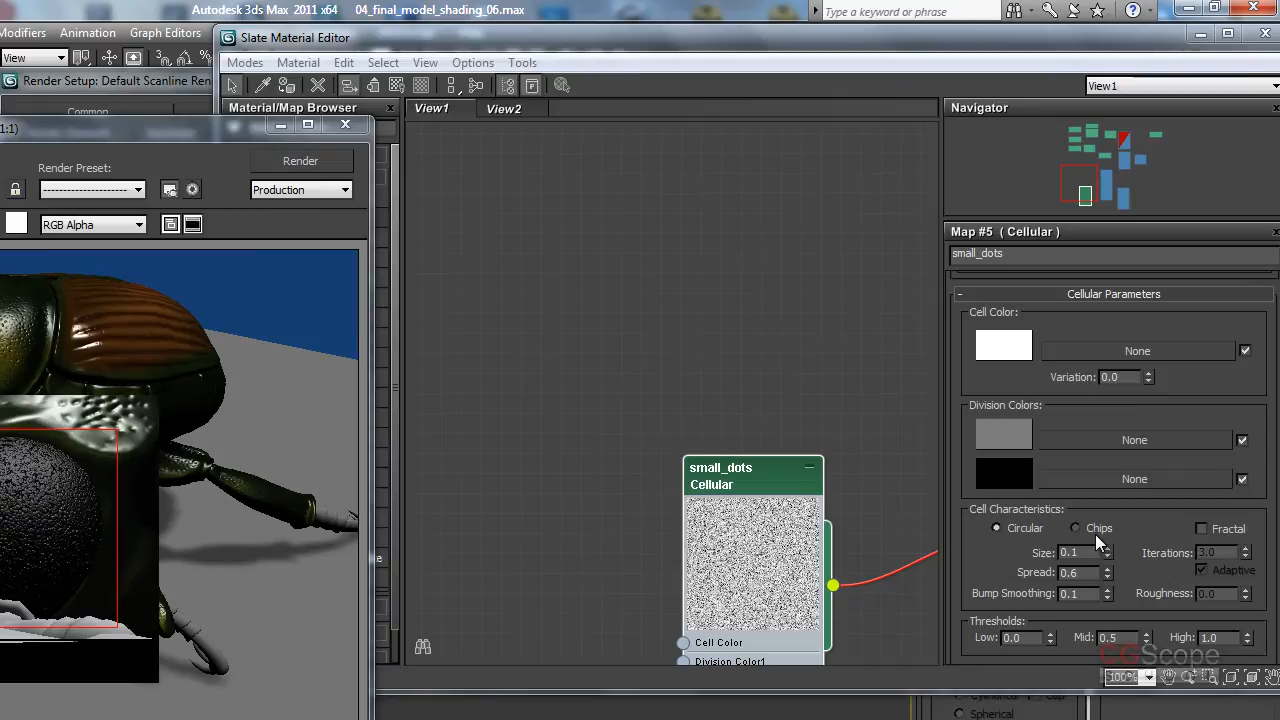 Autodesk 3ds Max 2011 x64
04_final_model_shading_06.max
Type a keyword or phrase
Modifiers
Animation
Graph Editors
View
Render Setup: Default Scanline Ren
Common
1:1)
Render Preset:
Render
Production
RGB Alpha
Slate Material Editor
Modes
Material
Edit
Select
View
Options
Tools
View1
Material/Map Browser
View1
View2
Navigator
small_dots
Cellular
Cell Color
Division Color1
Map #5 ( Cellular )
small_dots
Cellular Parameters
Cell Color:
None
Variation: 0.0
Division Colors:
None
None
Cell Characteristics:
Circular
Chips
Fractal
Size: 0.1
Iterations: 3.0
Spread: 0.6
Adaptive
Bump Smoothing: 0.1
Roughness: 0.0
Thresholds:
Low: 0.0
Mid: 0.5
High: 1.0
CGScope
100%
Spherical